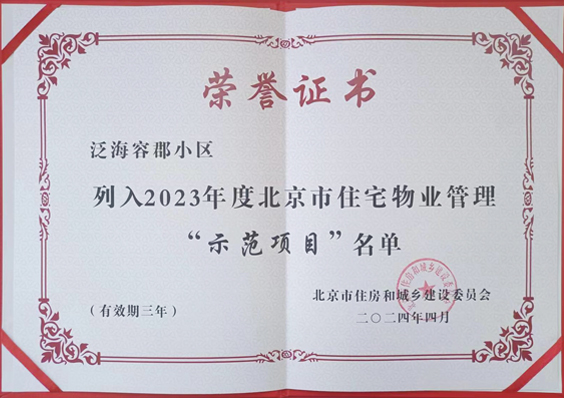 荣誉证书
泛海容郡小区
列入2023年度北京市住宅物业管理
“示范项目”名单
北京市住房和城乡建设委员会
(有效期三年)
二〇二四年四月